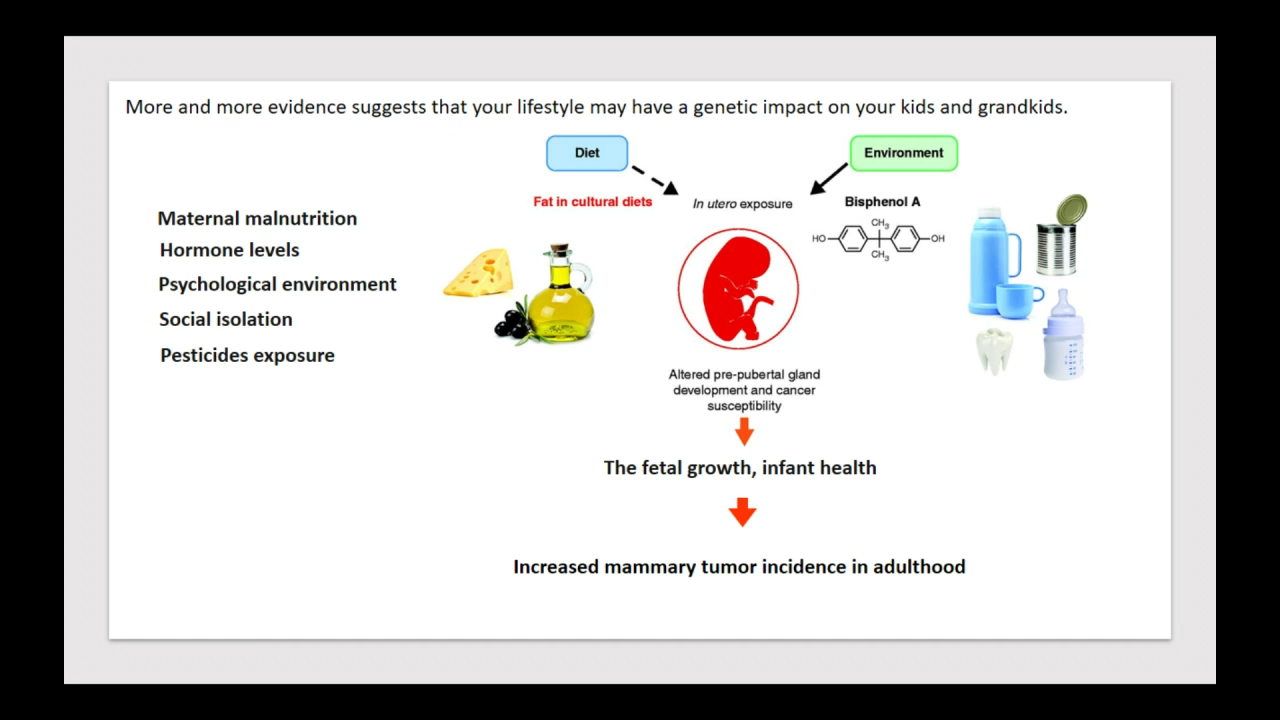 More and more evidence suggests that your lifestyle may have a genetic impact on your kids and grandkids.
Diet
Environment
Fat in cultural diets
In utero exposure
Bisphenol A
Maternal malnutrition
Hormone levels
Psychological environment
Social isolation
Pesticides exposure
CH3
HO
OH
CH3
Altered pre-pubertal gland
development and cancer
susceptibility
The fetal growth, infant health
Increased mammary tumor incidence in adulthood